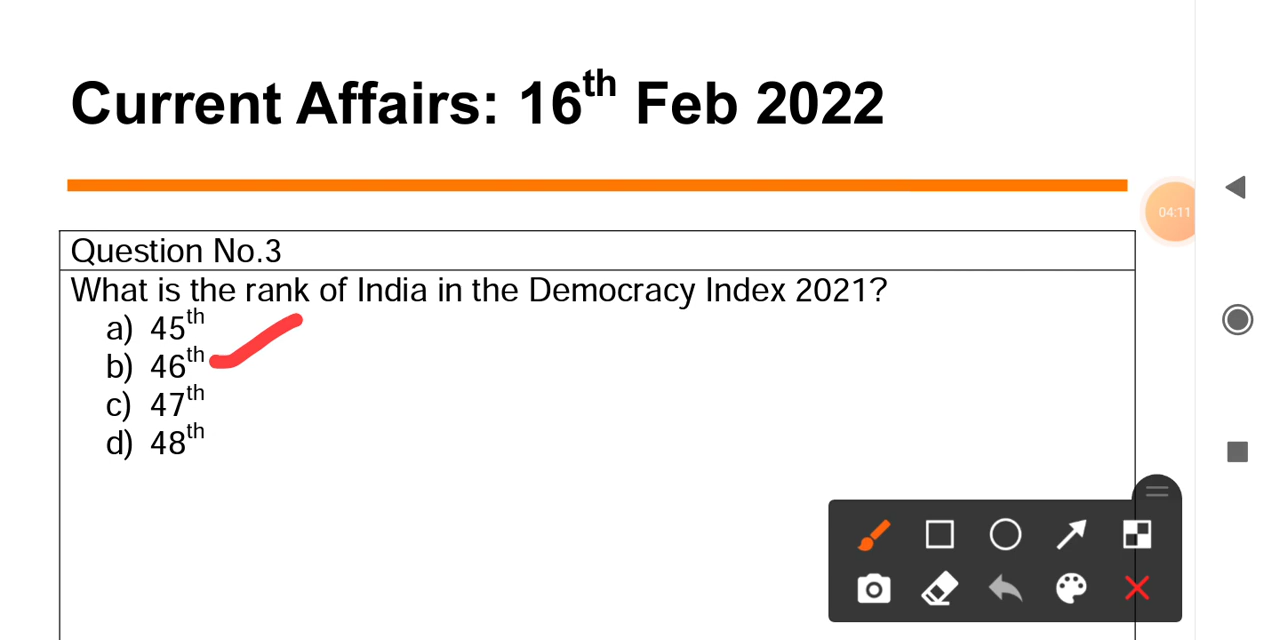 Current Affairs: 16th Feb 2022
04:11
Question No.3
What is the rank of India in the Democracy Index 2021?
a) 45th
b) 46th
c) 47th
d) 48th